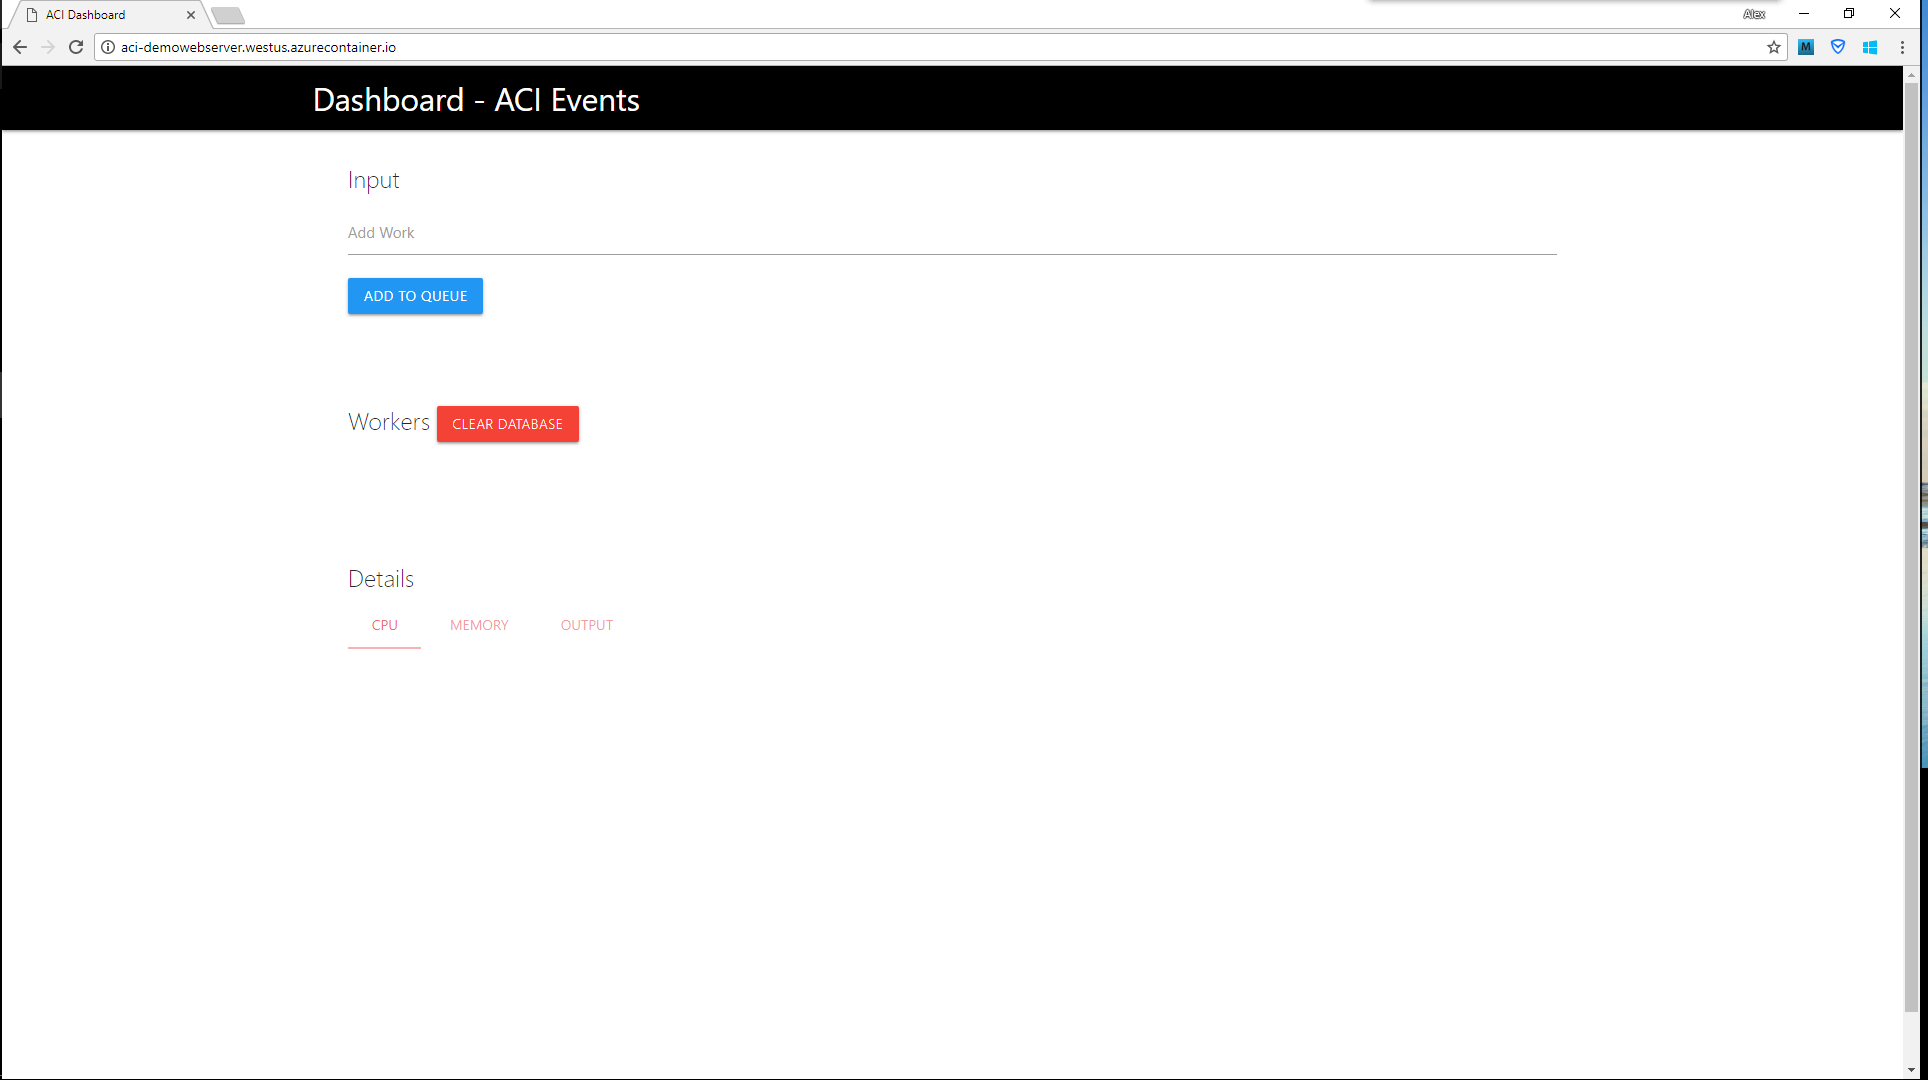 ACI Dashboard
Alex
aci-demowebserver.westus.azurecontainer.io
M
Dashboard - ACI Events
Input
Add Work
ADD TO QUEUE
Workers CLEAR DATABASE
Details
CPU MEMORY OUTPUT